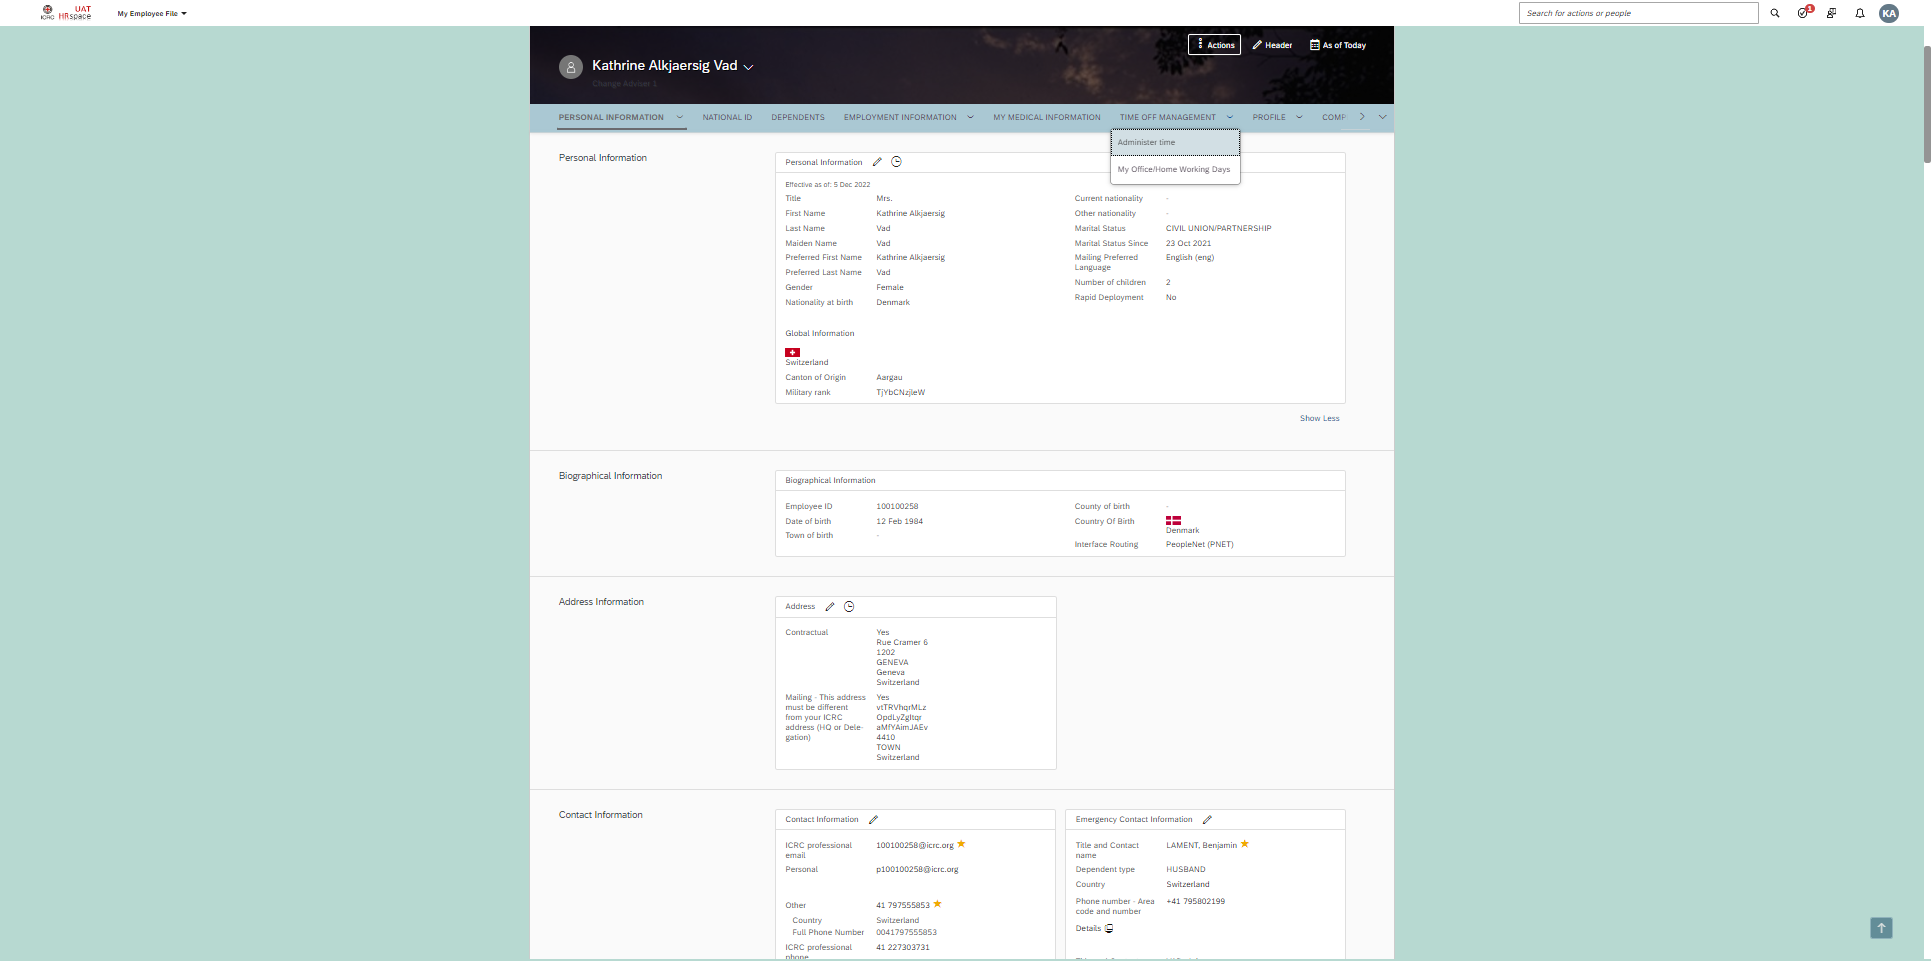 ICRC
UAT
HRspace
My Employee File
Search for actions or people
1
KA
Actions
Header
As of Today
Kathrine Alkjaersig Vad
Change Adviser 1
PERSONAL INFORMATION
NATIONAL ID
DEPENDENTS
EMPLOYMENT INFORMATION
MY MEDICAL INFORMATION
TIME OFF MANAGEMENT
PROFILE
COMP
Administer time
My Office/Home Working Days
Personal Information
Personal Information
Effective as of: 5 Dec 2022
Title Mrs.
First Name Kathrine Alkjaersig
Last Name Vad
Maiden Name Vad
Preferred First Name Kathrine Alkjaersig
Preferred Last Name Vad
Gender Female
Nationality at birth Denmark
Current nationality -
Other nationality -
Marital Status CIVIL UNION/PARTNERSHIP
Marital Status Since 23 Oct 2021
Mailing Preferred English (eng)
Language
Number of children 2
Rapid Deployment No
Global Information
Switzerland
Canton of Origin Aargau
Military rank TjYbCNzjleW
Show Less
Biographical Information
Biographical Information
Employee ID 100100258
Date of birth 12 Feb 1984
Town of birth -
County of birth -
Country Of Birth
Denmark
Interface Routing PeopleNet (PNET)
Address Information
Address
Contractual Yes
Rue Cramer 6
1202
GENEVA
Geneva
Switzerland
Mailing - This address Yes
must be different vtTRVhqrMLz
from your ICRC OpdLyZgItqr
address (HQ or Dele- aMfYAimJAEv
gation) 4410
TOWN
Switzerland
Contact Information
Contact Information
ICRC professional 100100258@icrc.org
email
Personal p100100258@icrc.org
Other 41 797555853
Country Switzerland
Full Phone Number 0041797555853
ICRC professional 41 227303731
phone
Emergency Contact Information
Title and Contact LAMENT, Benjamin
name
Dependent type HUSBAND
Country Switzerland
Phone number - Area +41 795802199
code and number
Details